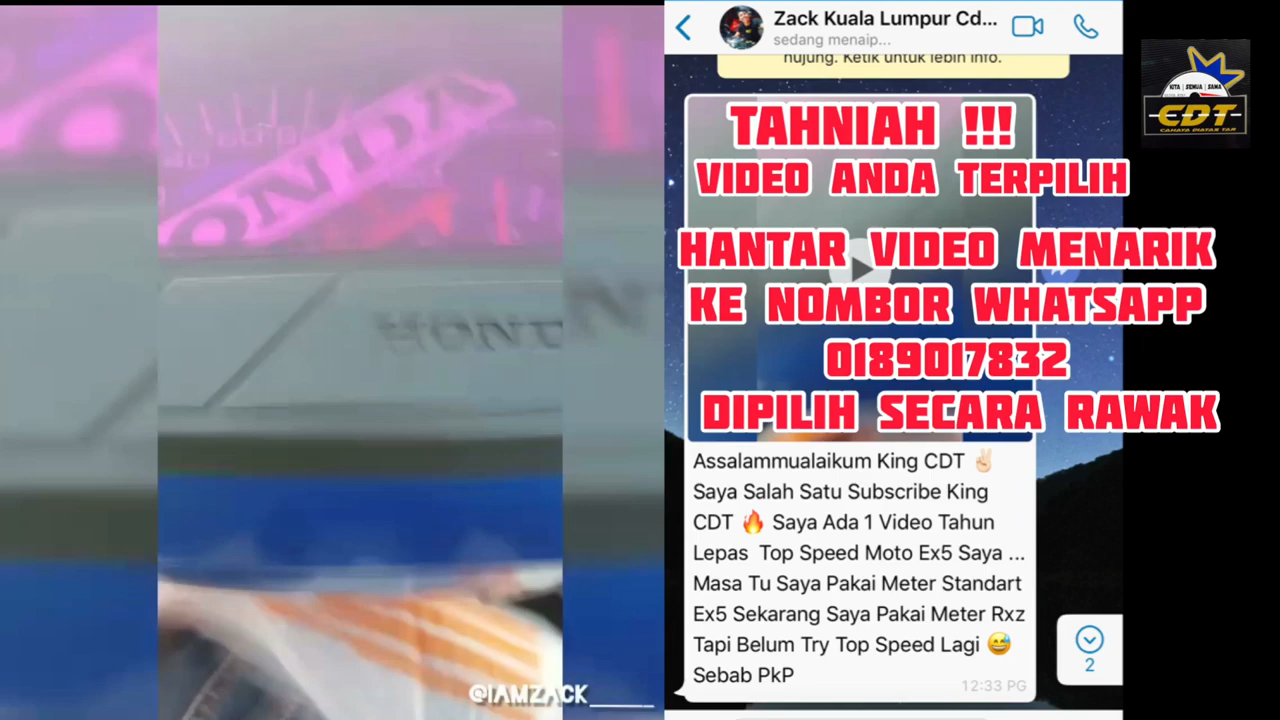 HONDA
HONDA
@IAMZACK_____
Zack Kuala Lumpur Cd...
sedang menaip...
hujung. Ketik untuk lebih info.
TAHNIAH !!!
VIDEO ANDA TERPILIH
HANTAR VIDEO MENARIK
KE NOMBOR WHATSAPP
0189017832
DIPILIH SECARA RAWAK
Assalammualaikum King CDT ✌🏻
Saya Salah Satu Subscribe King
CDT 🔥 Saya Ada 1 Video Tahun
Lepas Top Speed Moto Ex5 Saya ...
Masa Tu Saya Pakai Meter Standart
Ex5 Sekarang Saya Pakai Meter Rxz
Tapi Belum Try Top Speed Lagi 😅
Sebab PkP
12:33 PG
2
KITA | SEMUA | SAMA
CDT
CAHAYA DIATAS TAR